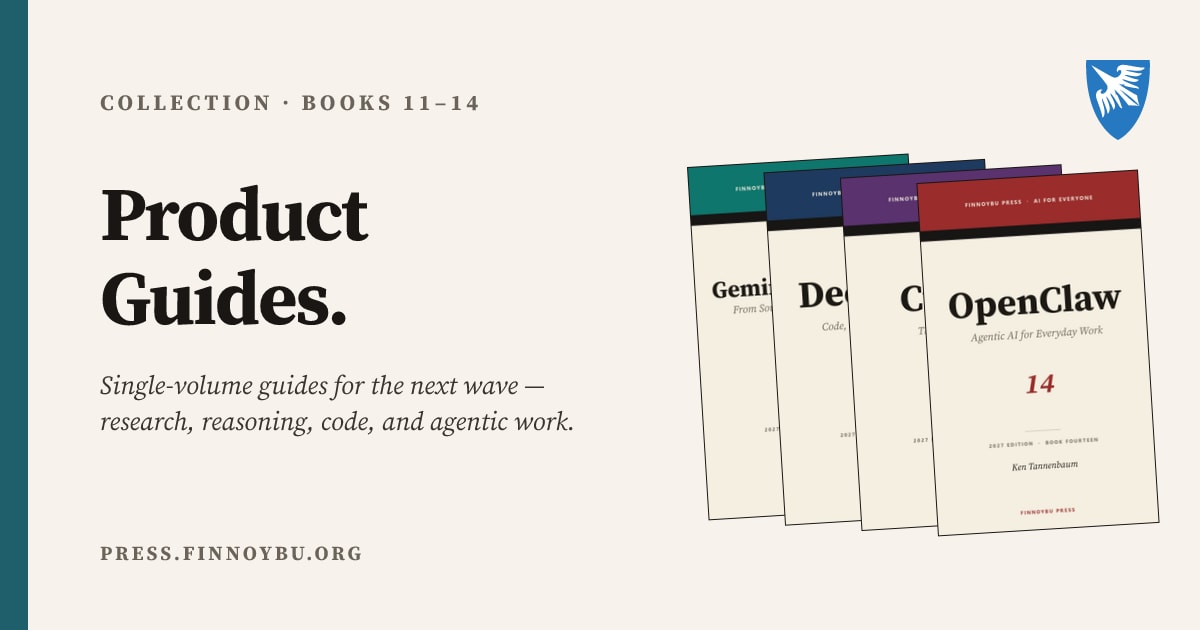 COLLECTION · BOOKS 11–14
Product
Guides.
Single-volume guides for the next wave —
research, reasoning, code, and agentic work.
PRESS.FINNOYBU.ORG
FINNOYBU PRESS · AI FOR EVERYONE
OpenClaw
Agentic AI for Everyday Work
14
2027 EDITION · BOOK FOURTEEN
Ken Tannenbaum
FINNOYBU PRESS